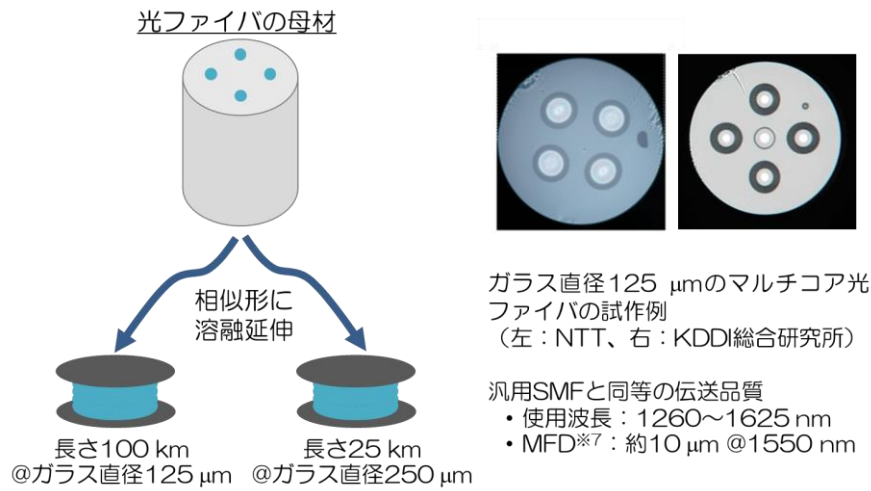 光ファイバの母材
相似形に
溶融延伸
長さ100 km
@ガラス直径125 μm
長さ25 km
@ガラス直径250 μm
ガラス直径125 μmのマルチコア光
ファイバの試作例
（左：NTT、右：KDDI総合研究所）
汎用SMFと同等の伝送品質
・使用波長：1260～1625 nm
・MFD※7：約10 μm @1550 nm